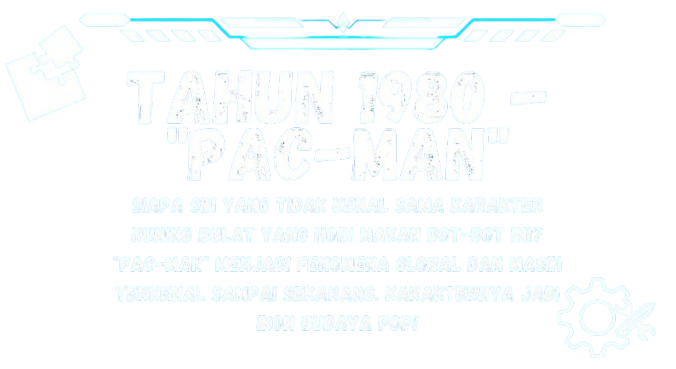 TAHUN 1980 -
"PAC-MAN"
SIAPA SIH YANG TIDAK KENAL SAMA KARAKTER
KUNING BULAT YANG HOBI MAKAN DOT-DOT INI?
"PAC-MAN" MENJADI FENOMENA GLOBAL DAN MASIH
TERKENAL SAMPAI SEKARANG. KARAKTERNYA JADI
IKON BUDAYA POP!